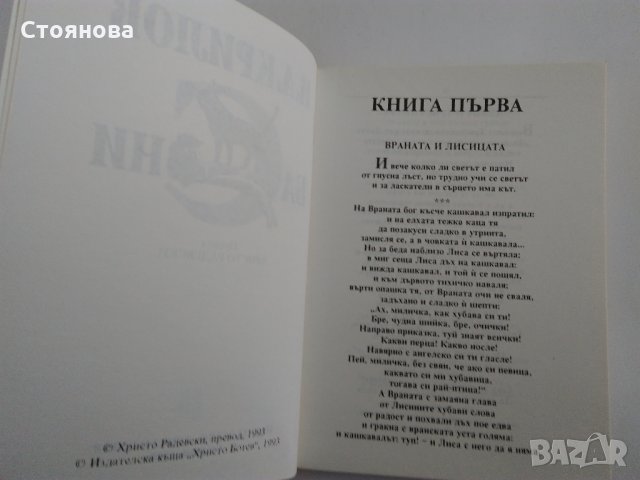 Стоянова
© Христо Радевски, превод, 1993
© Издателска къща „Христо Ботев“, 1993
КНИГА ПЪРВА
ВРАНАТА И ЛИСИЦАТА
И вече колко ли светът е патил
от гнусна лъст, но трудно учи се светът
и за ласкатели в сърцето има кът.
***
На Враната бог късче кашкавал изпратил:
и на елхата тежка каца тя
да позакуси сладко в утринта,
замисля се, а в човката ѝ кашкавала...
Но за беда наблизо Лиса се въртяла:
в миг сеща Лиса дъх на кашкавал:
и вижда кашкавал, и той ѝ се пощял,
и към дървото тихичко наваля;
върти опашка тя, от Враната очи не сваля,
задъхано и сладко ѝ шепти:
„Ах, миличка, как хубава си ти!
Бре, чудна шийка, бре, очички!
Направо приказка, туй знаят всички!
Какви перца! Какво носле!
Навярно с ангелско си ти гласле!
Пей, миличка, без свян, че ако си певица,
каквато си ми хубавица,
тогава си рай-птица!“
А Враната с замаяна глава
от Лисините хубави слова
от радост и похвали дъх пое едва
и гракна с вранската уста голяма:
и кашкавалът: туп! – и Лиса с него да я няма
BAZAR
bg